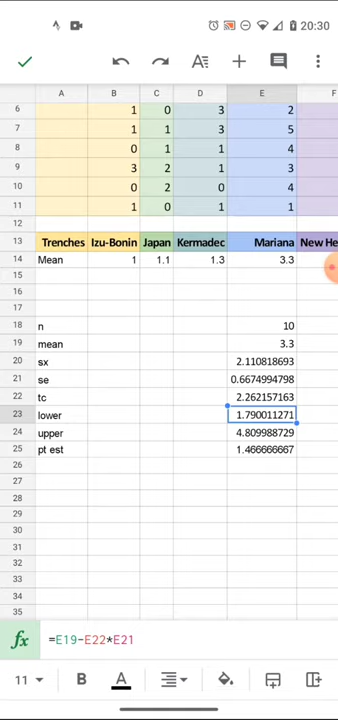 20:30
A B C D E F
6 1 0 3 2
7 1 1 3 5
8 0 1 1 4
9 3 2 1 3
10 0 2 0 4
11 1 0 1 1
12
13 Trenches Izu-Bonin Japan Kermadec Mariana New He
14 Mean 1 1.1 1.3 3.3
15
16
17
18 n 10
19 mean 3.3
20 sx 2.110818693
21 se 0.6674994798
22 tc 2.262157163
23 lower 1.790011271
24 upper 4.809988729
25 pt est 1.466666667
26
27
28
29
30
31
32
33
34
35
fx =E19-E22*E21
11 B A